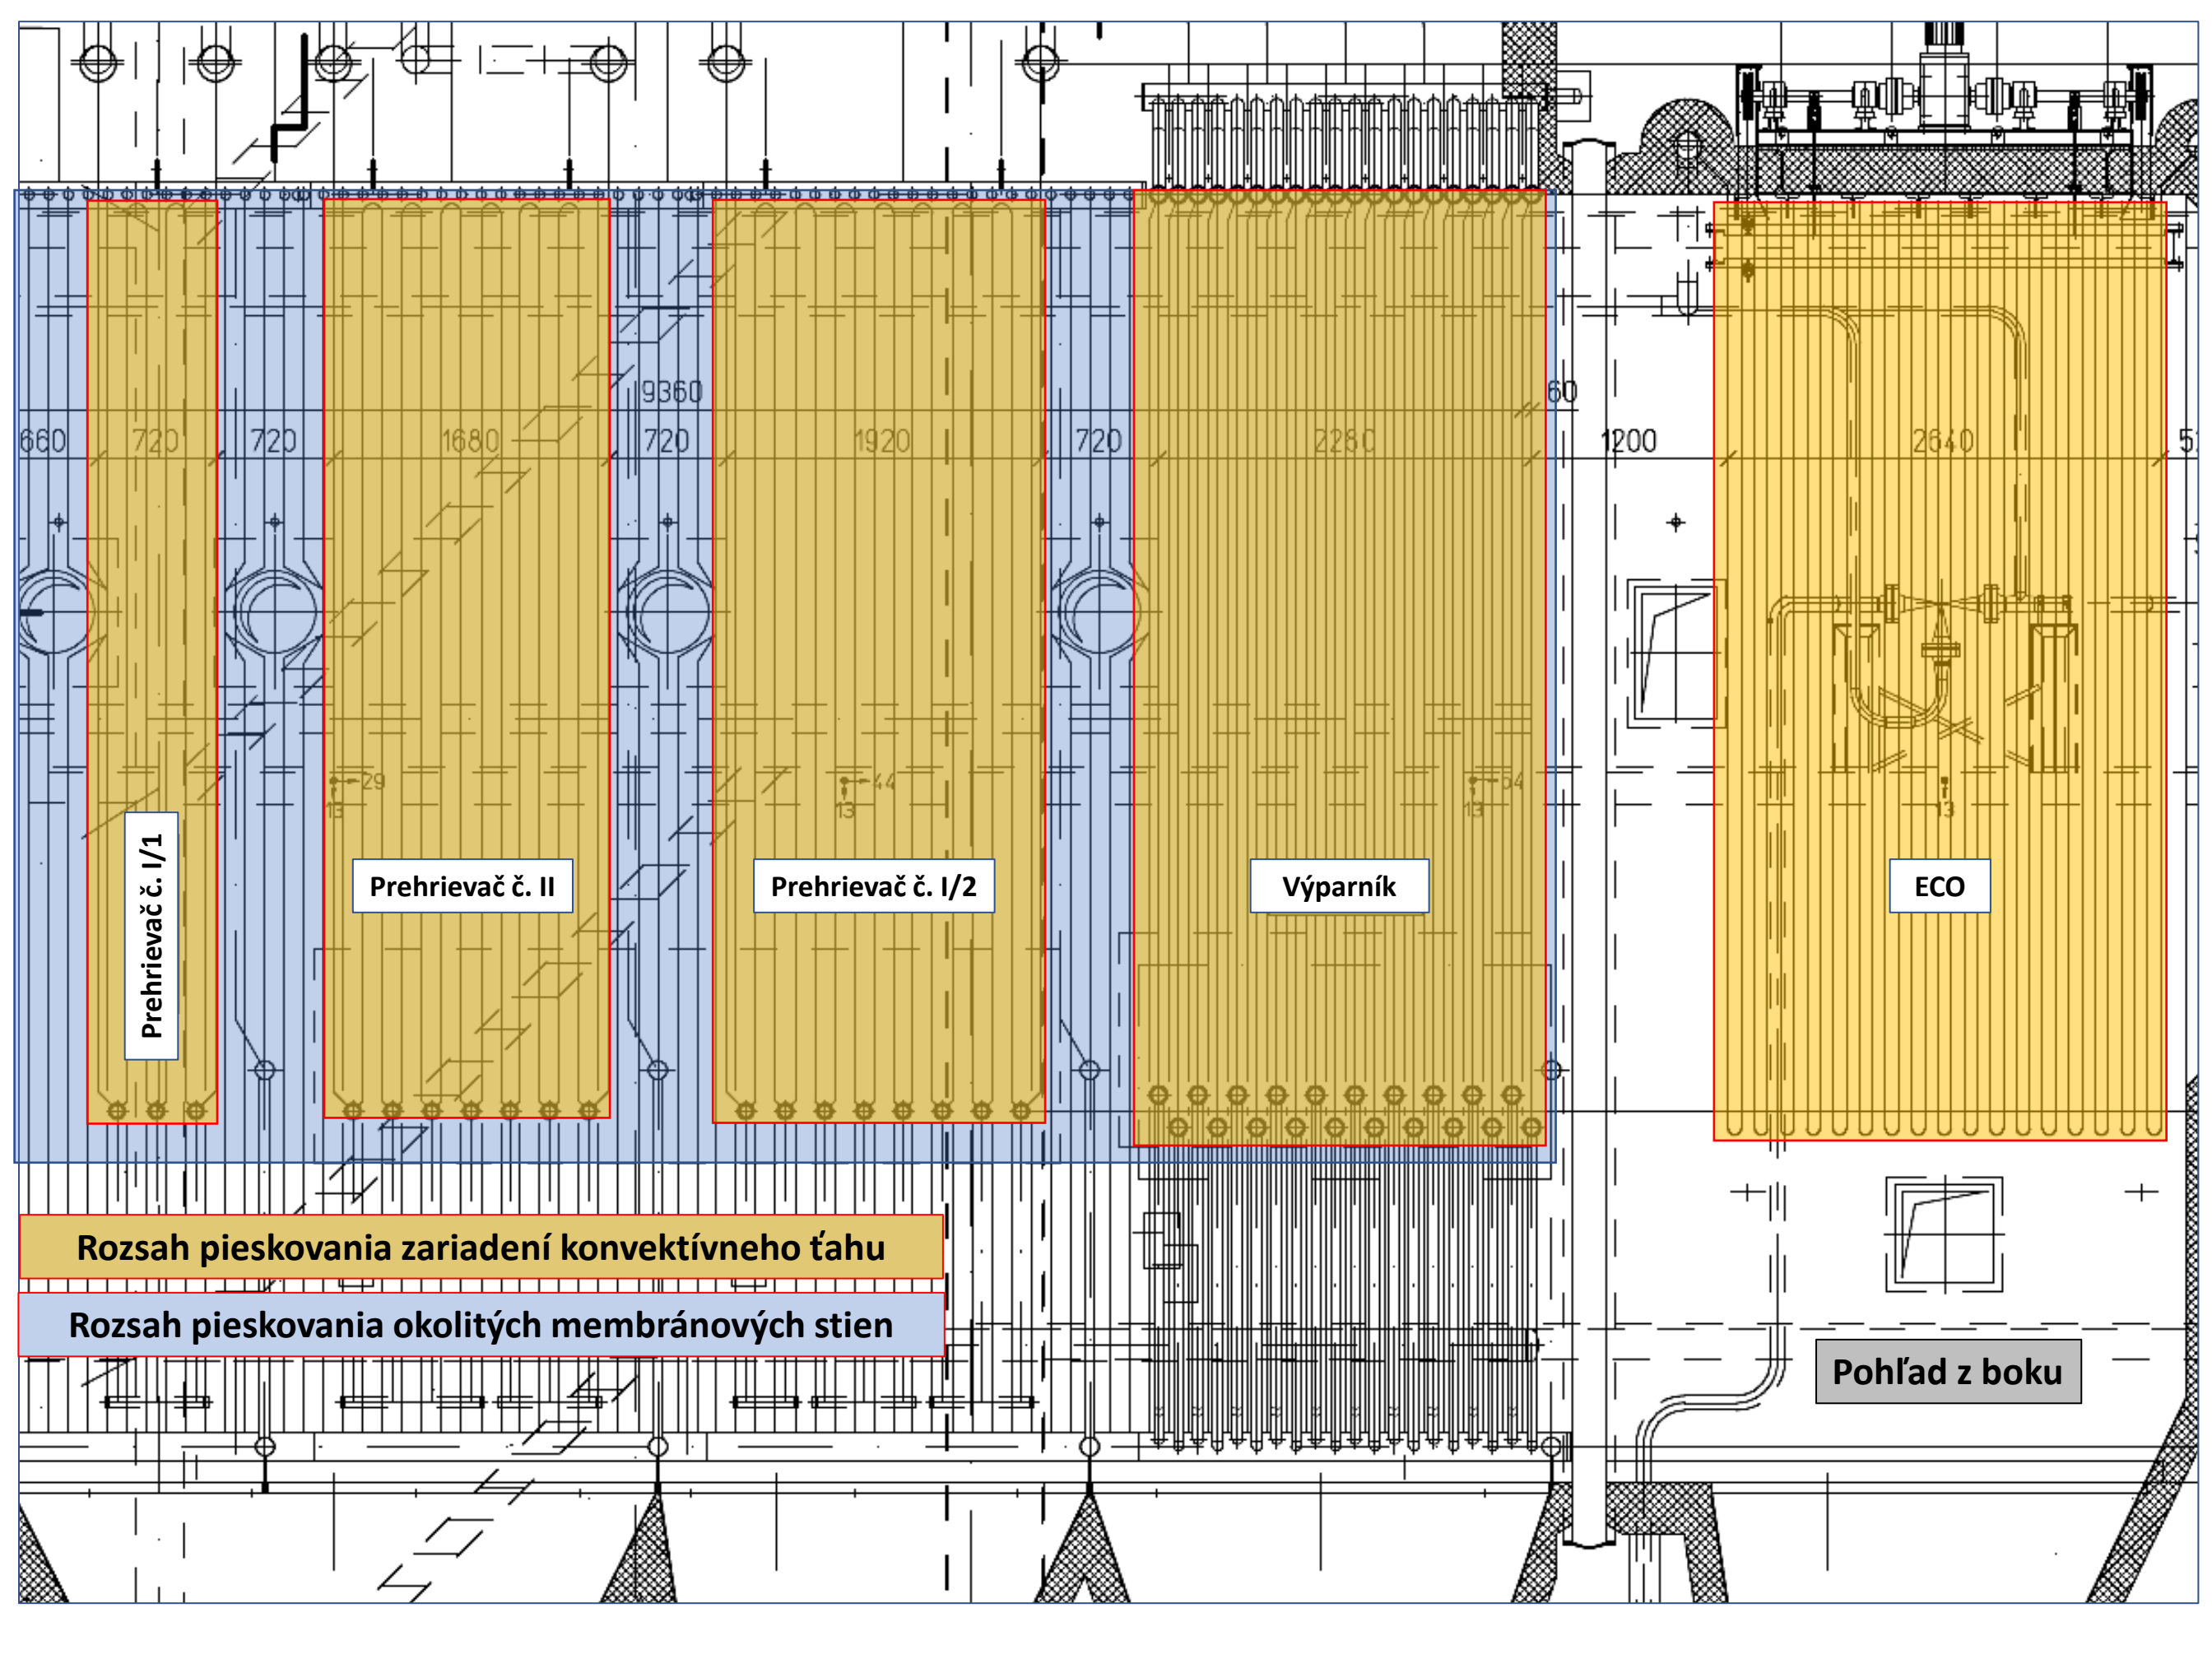 9360
60
660
720
720
1680
720
1920
720
2280
1200
2640
29
13
44
13
54
13
13
Prehrievač č. I/1
Prehrievač č. II
Prehrievač č. I/2
Výparník
ECO
Rozsah pieskovania zariadení konvektívneho ťahu
Rozsah pieskovania okolitých membránových stien
Pohľad z boku